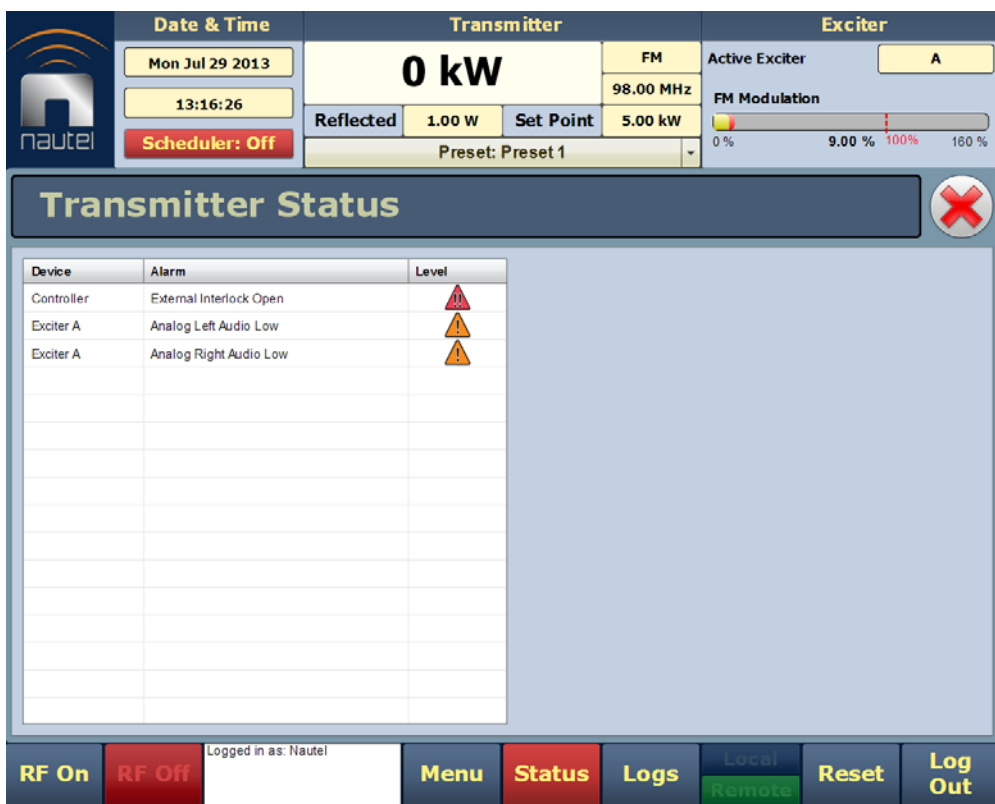 Date & Time
Transmitter
Exciter
nautel
Mon Jul 29 2013
13:16:26
Scheduler: Off
0 kW
FM
98.00 MHz
Reflected 1.00 W Set Point 5.00 kW
Preset: Preset 1
Active Exciter A
FM Modulation
0 % 9.00 % 100% 160 %
Transmitter Status
Device Alarm Level
Controller External Interlock Open
Exciter A Analog Left Audio Low
Exciter A Analog Right Audio Low
RF On
RF Off
Logged in as: Nautel
Menu
Status
Logs
Local
Remote
Reset
Log
Out